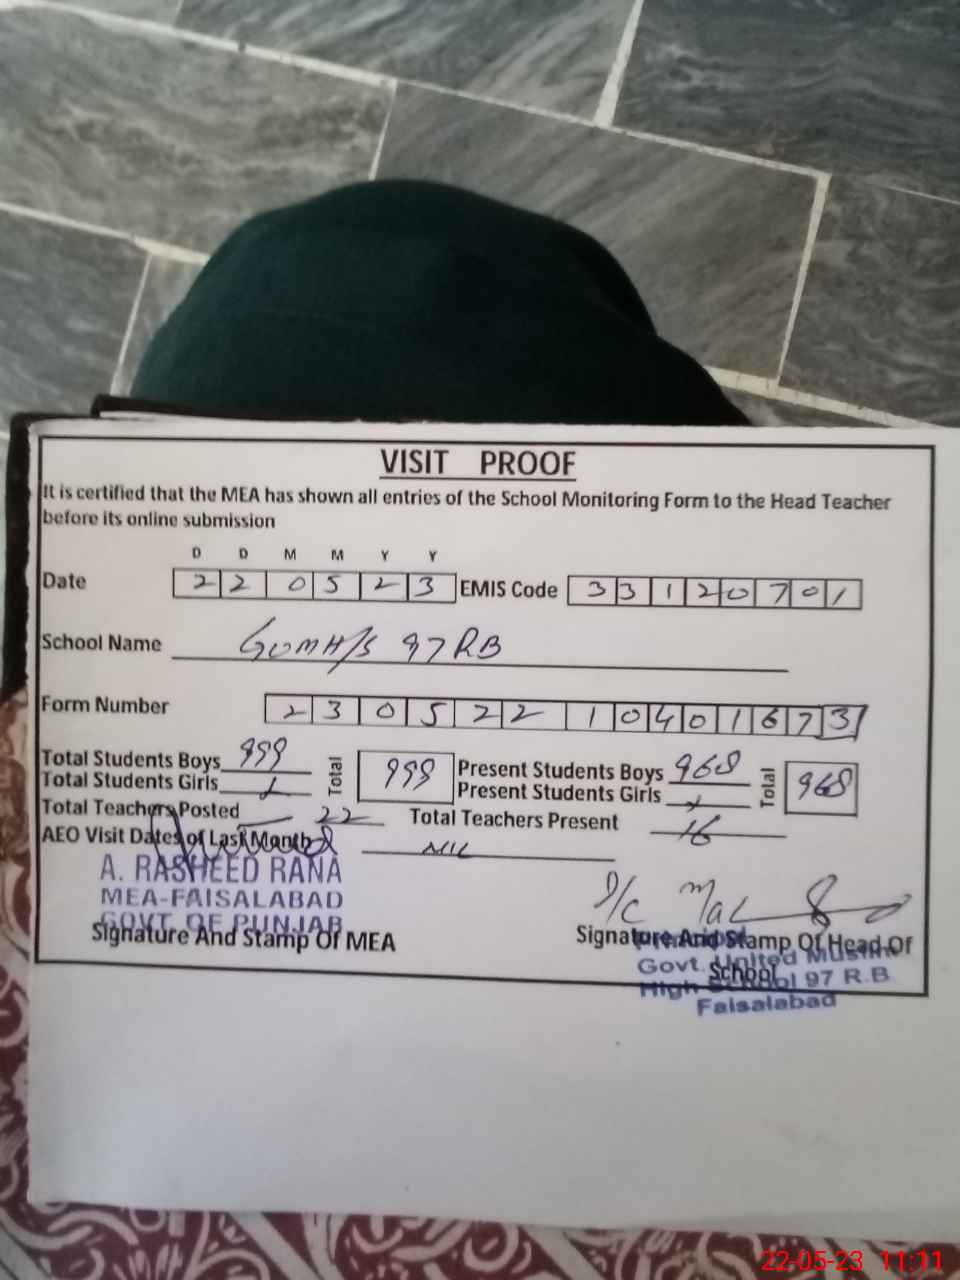 VISIT PROOF
It is certified that the MEA has shown all entries of the School Monitoring Form to the Head Teacher
before its online submission
D D M M Y Y
Date 2 2 0 5 2 3 EMIS Code 3 3 1 2 0 7 0 1
School Name GUMH/S 97 RB
Form Number 2 3 0 5 2 2 1 0 4 0 1 6 7 3
Total Students Boys 999 Total 999 Present Students Boys 968 Total 968
Total Students Girls Present Students Girls
Total Teachers Posted 22 Total Teachers Present 16
AEO Visit Dates of Last Month NIL
A. RASHEED RANA
MEA-FAISALABAD
GOVT. OF PUNJAB
Signature And Stamp Of MEA
I/C
Signature And Stamp Of Head Of
School
Principal
Govt. United Muslim
High School 97 R.B
Faisalabad
22-05-23 11:11